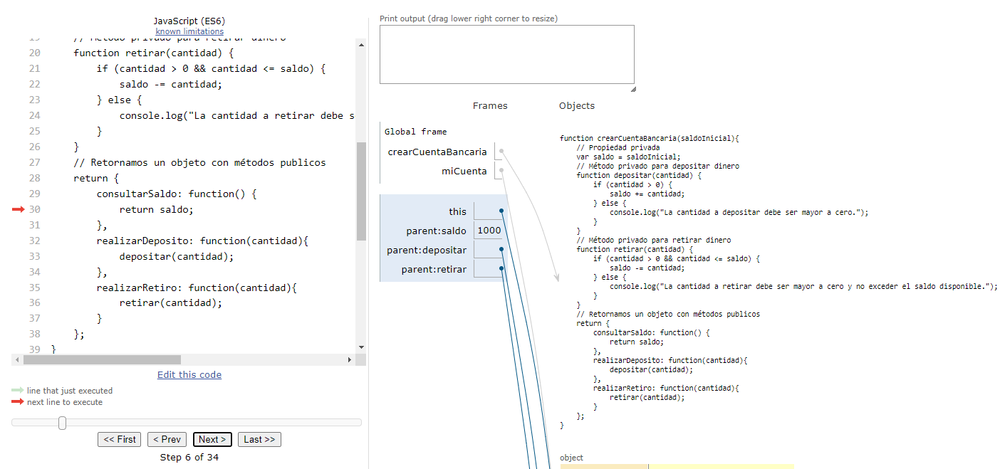 JavaScript (ES6)
known limitations
19 // Método privado para retirar dinero
20 function retirar(cantidad) {
21 if (cantidad > 0 && cantidad <= saldo) {
22 saldo -= cantidad;
23 } else {
24 console.log("La cantidad a retirar debe s
25 }
26 }
27 // Retornamos un objeto con métodos publicos
28 return {
29 consultarSaldo: function() {
30 return saldo;
31 },
32 realizarDeposito: function(cantidad){
33 depositar(cantidad);
34 },
35 realizarRetiro: function(cantidad){
36 retirar(cantidad);
37 }
38 };
39 }
Edit this code
line that just executed
next line to execute
<< First
< Prev
Next >
Last >>
Step 6 of 34
Print output (drag lower right corner to resize)
Frames
Objects
Global frame
crearCuentaBancaria
miCuenta
this
parent:saldo 1000
parent:depositar
parent:retirar
function crearCuentaBancaria(saldoInicial){
// Propiedad privada
var saldo = saldoInicial;
// Método privado para depositar dinero
function depositar(cantidad) {
if (cantidad > 0) {
saldo += cantidad;
} else {
console.log("La cantidad a depositar debe ser mayor a cero.");
}
}
// Método privado para retirar dinero
function retirar(cantidad) {
if (cantidad > 0 && cantidad <= saldo) {
saldo -= cantidad;
} else {
console.log("La cantidad a retirar debe ser mayor a cero y no exceder el saldo disponible.");
}
}
// Retornamos un objeto con métodos publicos
return {
consultarSaldo: function() {
return saldo;
},
realizarDeposito: function(cantidad){
depositar(cantidad);
},
realizarRetiro: function(cantidad){
retirar(cantidad);
}
};
}
object